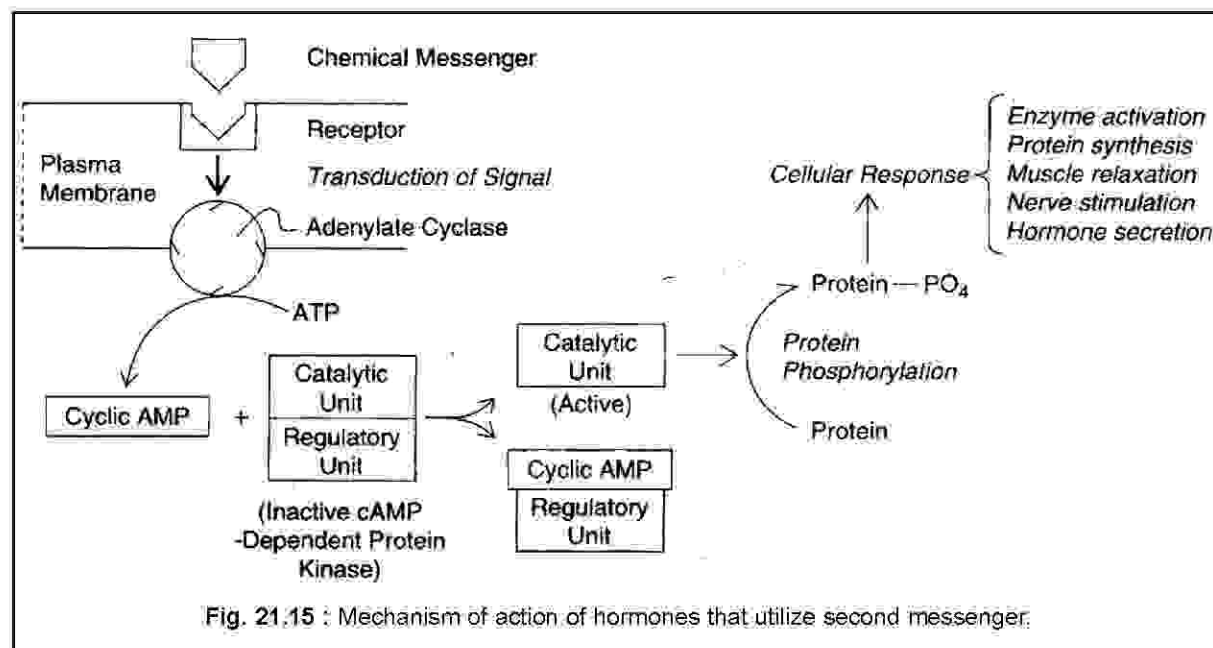 Chemical Messenger
Receptor
Plasma
Membrane
Transduction of Signal
Adenylate Cyclase
ATP
Cyclic AMP
+
Catalytic
Unit
Regulatory
Unit
(Inactive cAMP
-Dependent Protein
Kinase)
Catalytic
Unit
(Active)
Cyclic AMP
Regulatory
Unit
Protein
Protein
Phosphorylation
Protein — PO₄
Cellular Response
Enzyme activation
Protein synthesis
Muscle relaxation
Nerve stimulation
Hormone secretion
Fig. 21.15 : Mechanism of action of hormones that utilize second messenger.